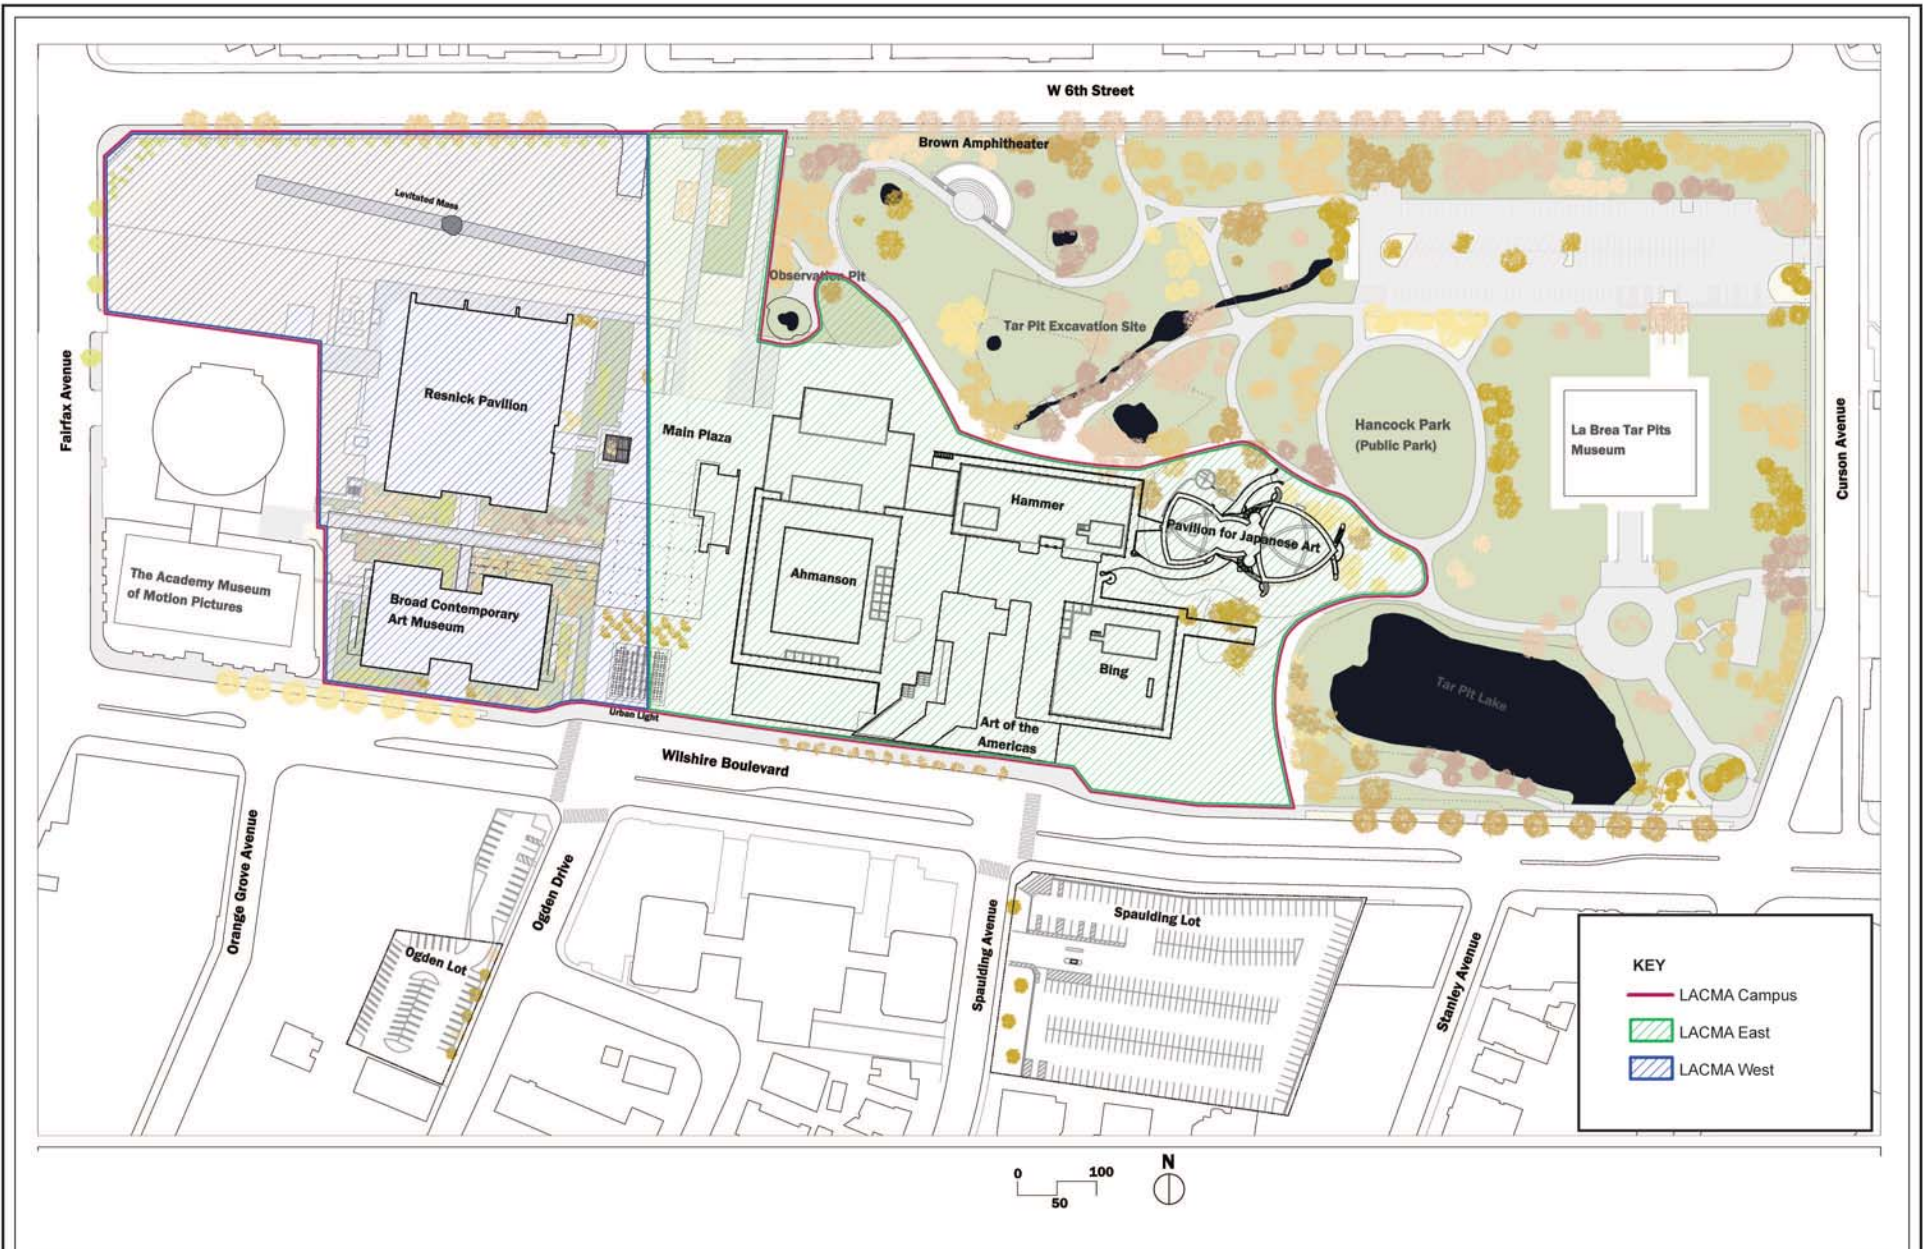 W 6th Street
Brown Amphitheater
Levitated Mass
Observation Pit
Tar Pit Excavation Site
Fairfax Avenue
Resnick Pavilion
Main Plaza
Hancock Park
(Public Park)
La Brea Tar Pits
Museum
Curson Avenue
Hammer
Pavilion for Japanese Art
The Academy Museum
of Motion Pictures
Ahmanson
Broad Contemporary
Art Museum
Bing
Tar Pit Lake
Urban Light
Art of the
Americas
Wilshire Boulevard
Orange Grove Avenue
Ogden Drive
Ogden Lot
Spaulding Avenue
Spaulding Lot
Stanley Avenue
KEY
LACMA Campus
LACMA East
LACMA West
0
100
50
N